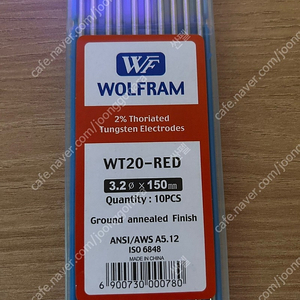 WF
WOLFRAM
2% Thoriated
Tungsten Electrodes
WT20-RED
3.2ø × 150mm
Quantity : 10PCS
Ground annealed Finish
ANSI/AWS A5.12
ISO 6848
MADE IN CHINA
6 900730 000780